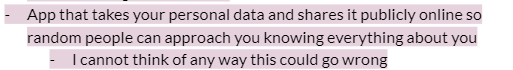 - App that takes your personal data and shares it publicly online so
random people can approach you knowing everything about you
- I cannot think of any way this could go wrong